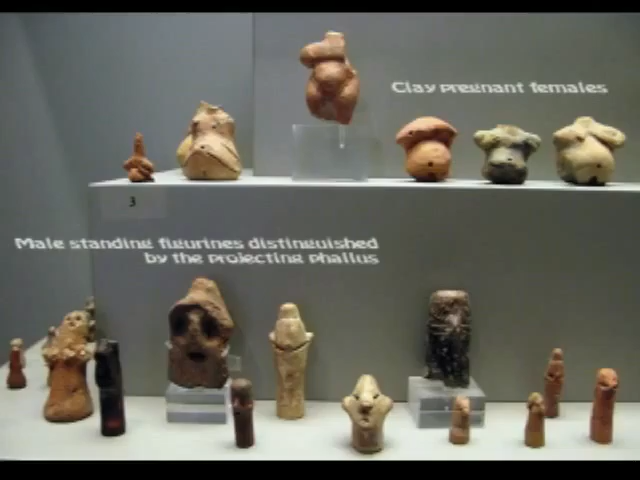 Clay pregnant females
3
Male standing figurines distinguished
by the projecting phallus